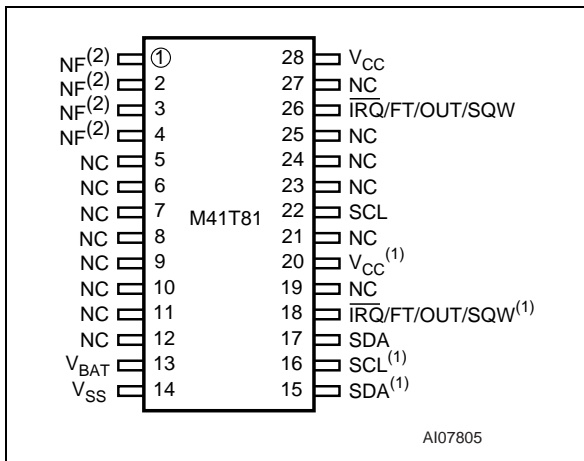 NF(2) ① 28 VCC
NF(2) 2 27 NC
NF(2) 3 26 I̅R̅Q̅/FT/OUT/SQW
NF(2) 4 25 NC
NC 5 24 NC
NC 6 23 NC
NC 7 22 SCL
M41T81
NC 8 21 NC
NC 9 20 VCC(1)
NC 10 19 NC
NC 11 18 I̅R̅Q̅/FT/OUT/SQW(1)
NC 12 17 SDA
VBAT 13 16 SCL(1)
VSS 14 15 SDA(1)
AI07805